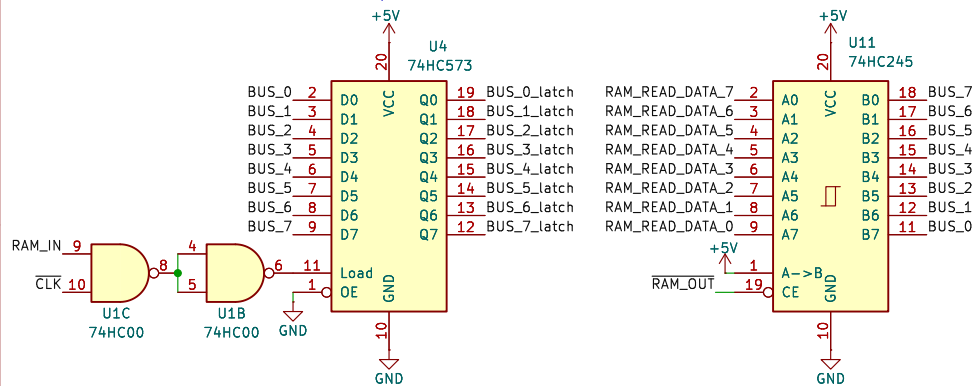 +5V
U4
74HC573
20
VCC
BUS_0 2 D0 Q0 19 BUS_0_latch
BUS_1 3 D1 Q1 18 BUS_1_latch
BUS_2 4 D2 Q2 17 BUS_2_latch
BUS_3 5 D3 Q3 16 BUS_3_latch
BUS_4 6 D4 Q4 15 BUS_4_latch
BUS_5 7 D5 Q5 14 BUS_5_latch
BUS_6 8 D6 Q6 13 BUS_6_latch
BUS_7 9 D7 Q7 12 BUS_7_latch
RAM_IN 9
CLK 10
8
U1C
74HC00
4
5
6
U1B
74HC00
11 Load
1 OE
GND
GND
10
GND
+5V
U11
74HC245
20
VCC
RAM_READ_DATA_7 2 A0 B0 18 BUS_7
RAM_READ_DATA_6 3 A1 B1 17 BUS_6
RAM_READ_DATA_5 4 A2 B2 16 BUS_5
RAM_READ_DATA_4 5 A3 B3 15 BUS_4
RAM_READ_DATA_3 6 A4 B4 14 BUS_3
RAM_READ_DATA_2 7 A5 B5 13 BUS_2
RAM_READ_DATA_1 8 A6 B6 12 BUS_1
RAM_READ_DATA_0 9 A7 B7 11 BUS_0
+5V
1 A->B
RAM_OUT 19 CE
GND
10
GND